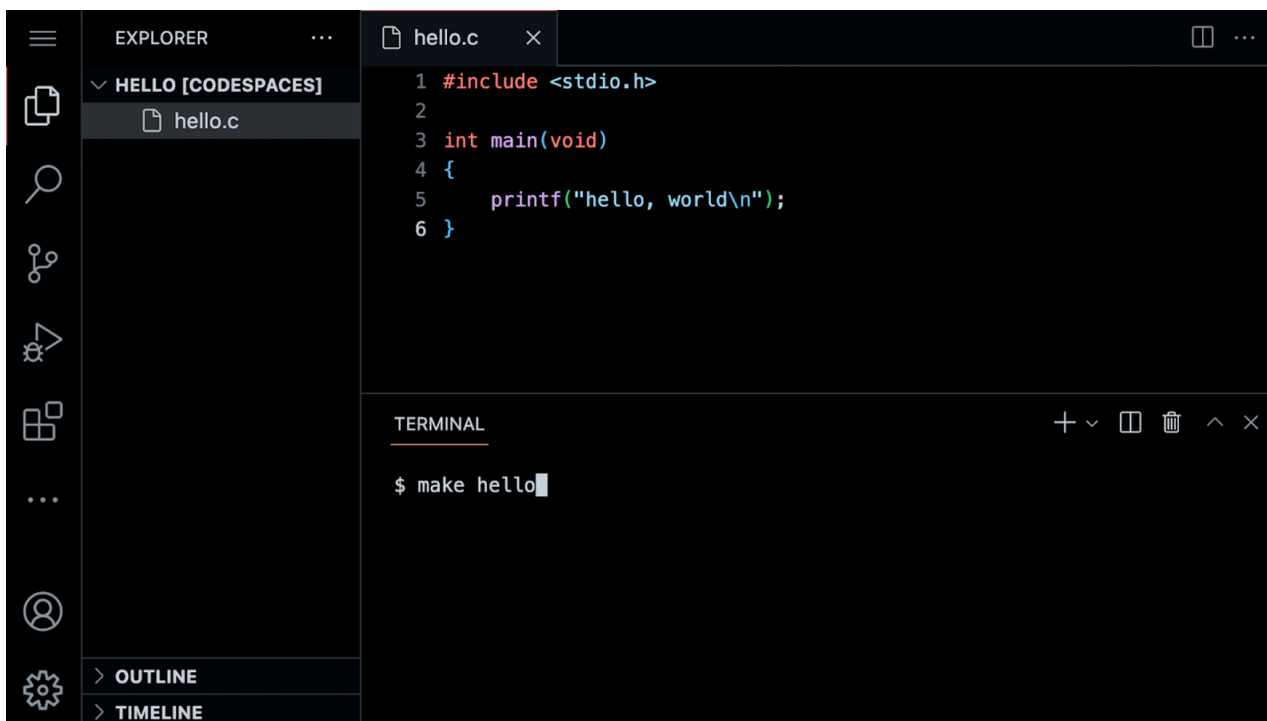 EXPLORER
HELLO [CODESPACES]
hello.c
OUTLINE
TIMELINE
hello.c
1 #include <stdio.h>
2
3 int main(void)
4 {
5     printf("hello, world\n");
6 }
TERMINAL
$ make hello